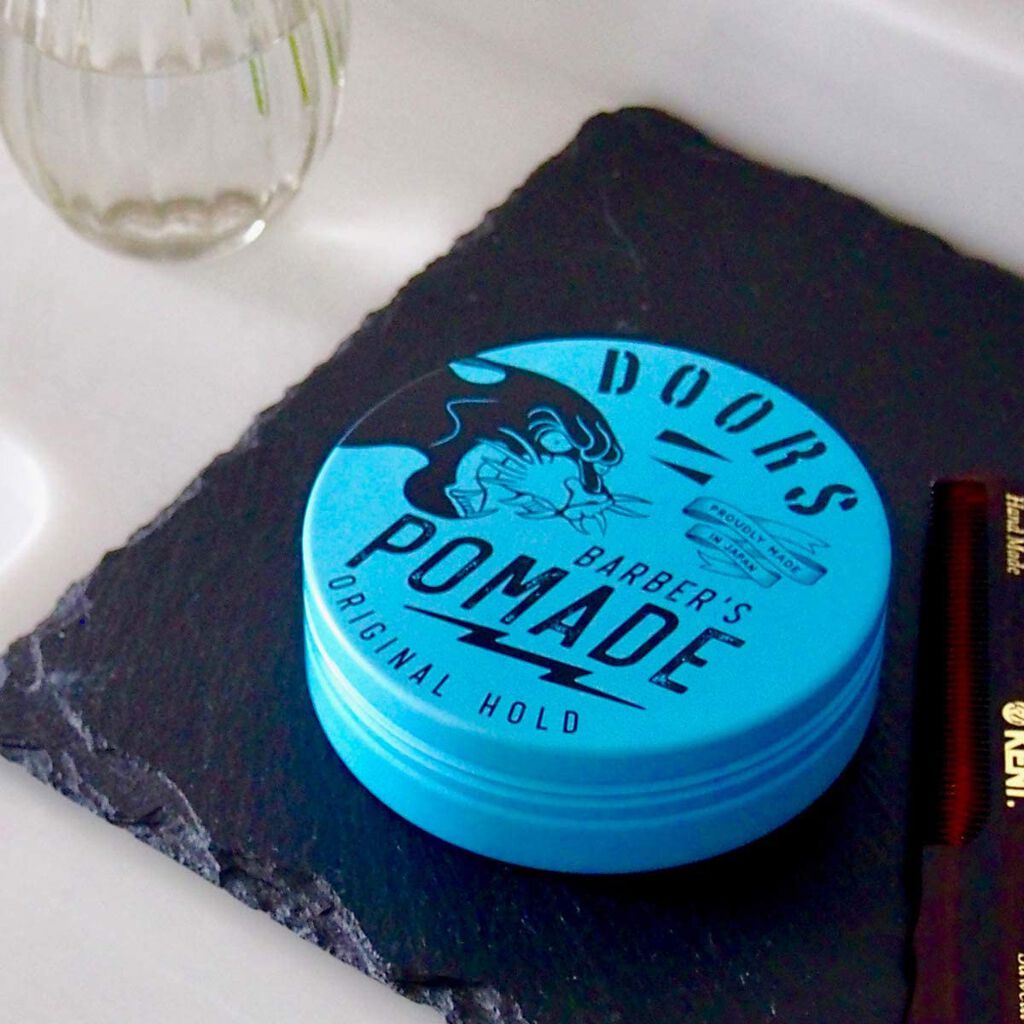 DOORS
PROUDLY MADE
IN JAPAN
BARBER'S
POMADE
ORIGINAL HOLD
Hand Made
KENT.